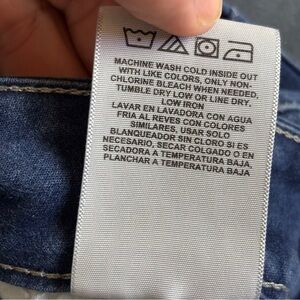 MACHINE WASH COLD INSIDE OUT
WITH LIKE COLORS, ONLY NON-
CHLORINE BLEACH WHEN NEEDED,
TUMBLE DRY LOW OR LINE DRY.
LOW IRON
LAVAR EN LAVADORA CON AGUA
FRIA AL REVES CON COLORES
SIMILARES, USAR SOLO
BLANQUEADOR SIN CLORO SI ES
NECESARIO, SECAR COLGADO O EN
SECADORA A TEMPERATURA BAJA,
PLANCHAR A TEMPERATURA BAJA.